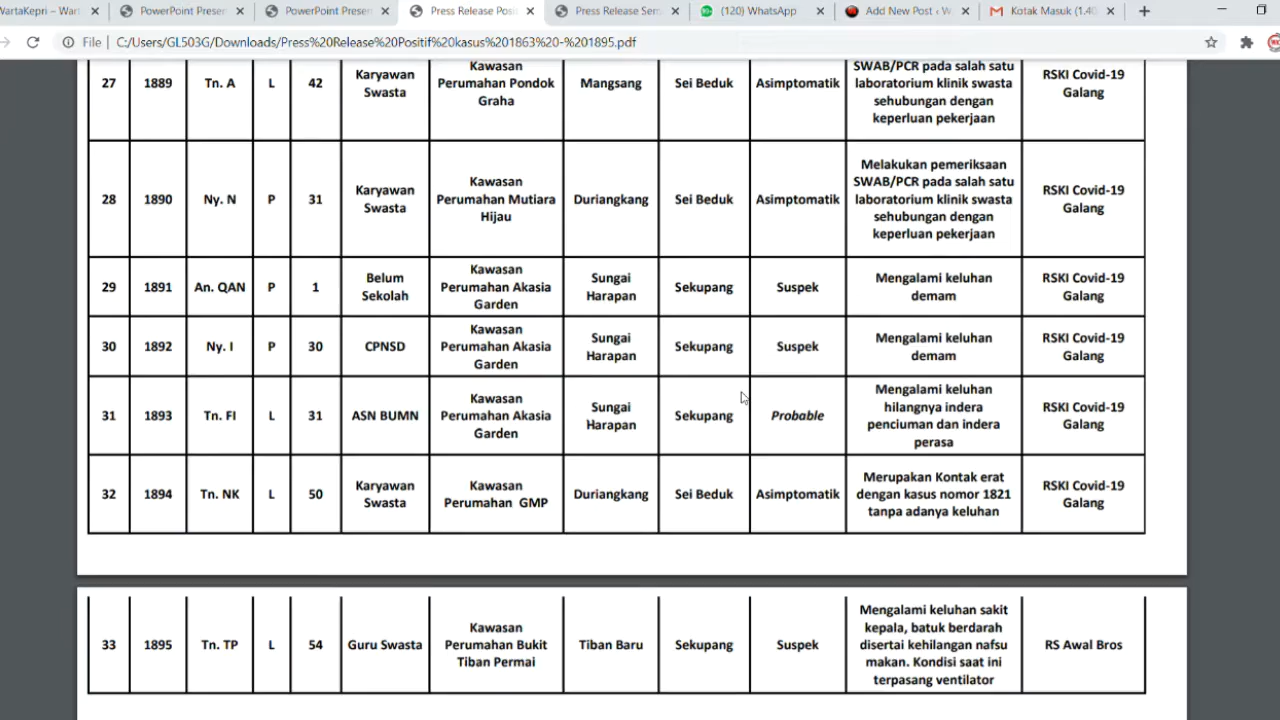 WartaKepri – Wart
PowerPoint Presen
PowerPoint Presen
Press Release Posi
Press Release Sem
(120) WhatsApp
Add New Post ‹ W
Kotak Masuk (1.40
File | C:/Users/GL503G/Downloads/Press%20Release%20Positif%20kasus%201863%20-%201895.pdf
27 1889 Tn. A L 42 Karyawan Swasta Kawasan Perumahan Pondok Graha Mangsang Sei Beduk Asimptomatik SWAB/PCR pada salah satu laboratorium klinik swasta sehubungan dengan keperluan pekerjaan RSKI Covid-19 Galang
28 1890 Ny. N P 31 Karyawan Swasta Kawasan Perumahan Mutiara Hijau Duriangkang Sei Beduk Asimptomatik Melakukan pemeriksaan SWAB/PCR pada salah satu laboratorium klinik swasta sehubungan dengan keperluan pekerjaan RSKI Covid-19 Galang
29 1891 An. QAN P 1 Belum Sekolah Kawasan Perumahan Akasia Garden Sungai Harapan Sekupang Suspek Mengalami keluhan demam RSKI Covid-19 Galang
30 1892 Ny. I P 30 CPNSD Kawasan Perumahan Akasia Garden Sungai Harapan Sekupang Suspek Mengalami keluhan demam RSKI Covid-19 Galang
31 1893 Tn. FI L 31 ASN BUMN Kawasan Perumahan Akasia Garden Sungai Harapan Sekupang Probable Mengalami keluhan hilangnya indera penciuman dan indera perasa RSKI Covid-19 Galang
32 1894 Tn. NK L 50 Karyawan Swasta Kawasan Perumahan GMP Duriangkang Sei Beduk Asimptomatik Merupakan Kontak erat dengan kasus nomor 1821 tanpa adanya keluhan RSKI Covid-19 Galang
33 1895 Tn. TP L 54 Guru Swasta Kawasan Perumahan Bukit Tiban Permai Tiban Baru Sekupang Suspek Mengalami keluhan sakit kepala, batuk berdarah disertai kehilangan nafsu makan. Kondisi saat ini terpasang ventilator RS Awal Bros